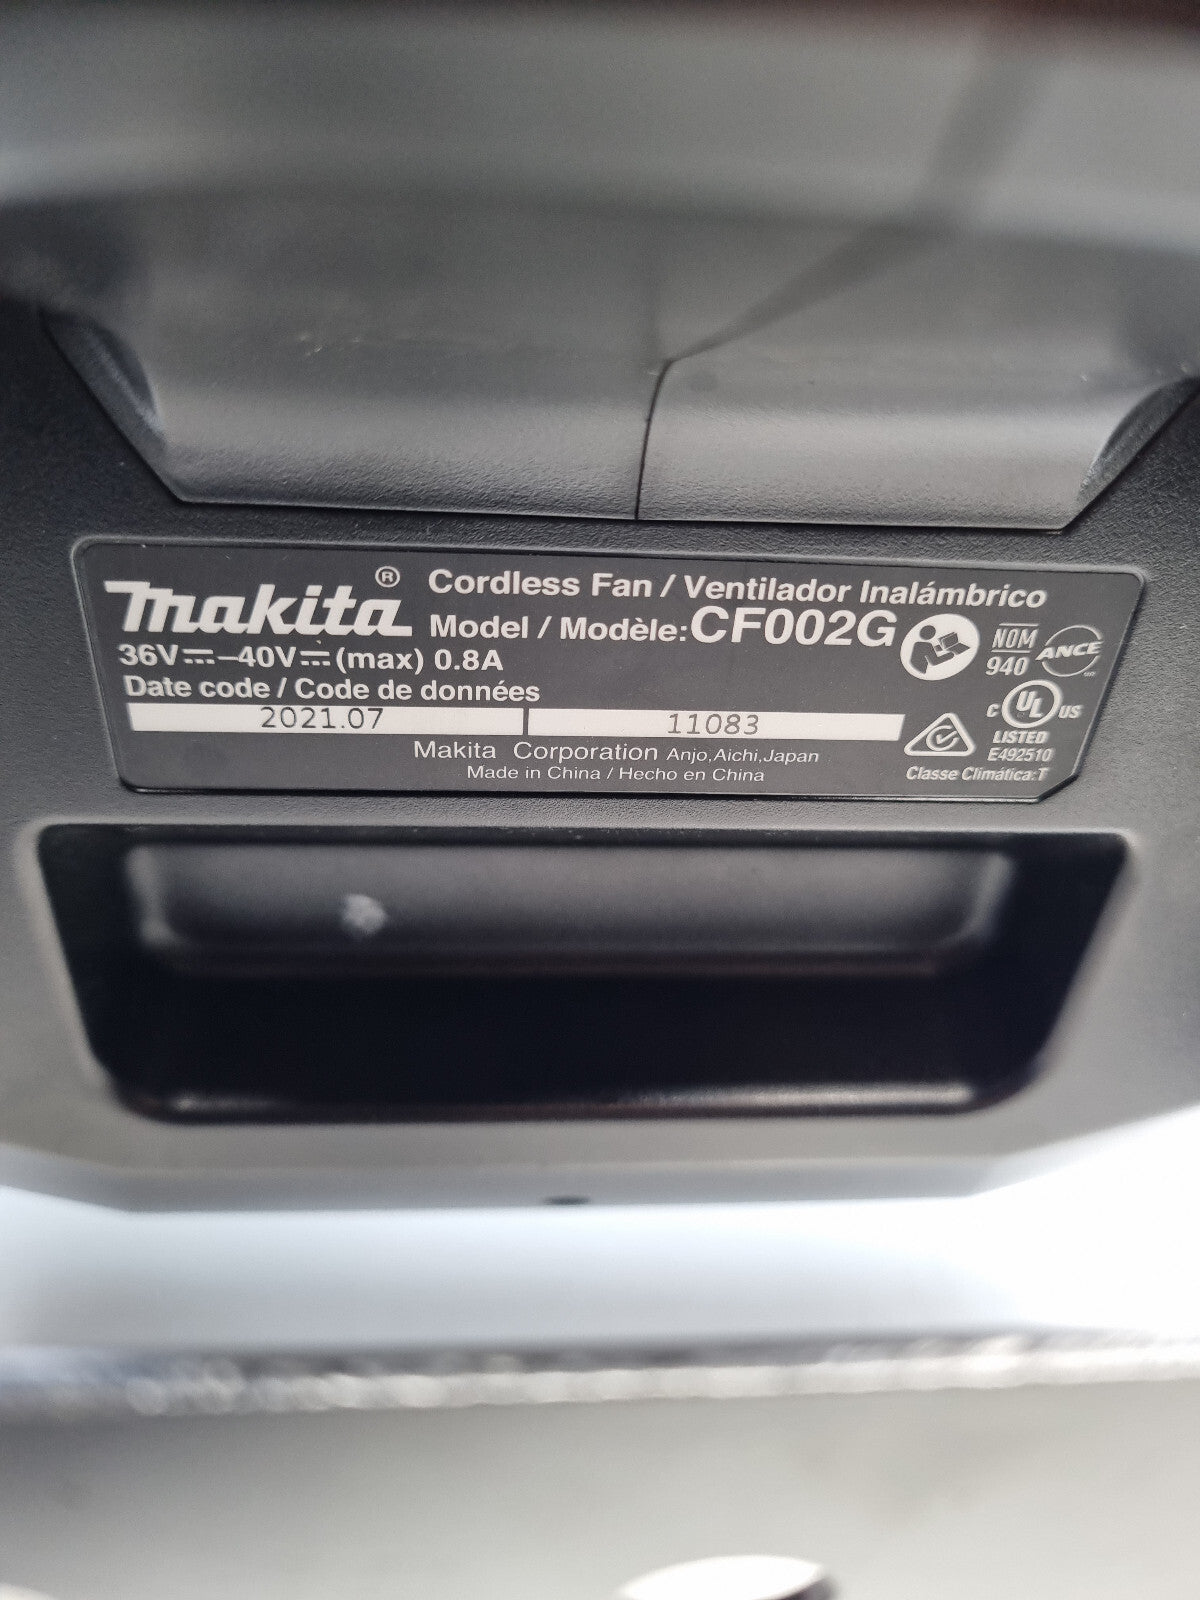 makita® Cordless Fan / Ventilador Inalámbrico
Model / Modèle: CF002G
36V⎓–40V⎓(max) 0.8A
Date code / Code de données
2021.07 11083
Makita Corporation Anjo,Aichi,Japan
Made in China / Hecho en China
NOM
940
ANCE
C UL US
LISTED
E492510
Classe Climática:T